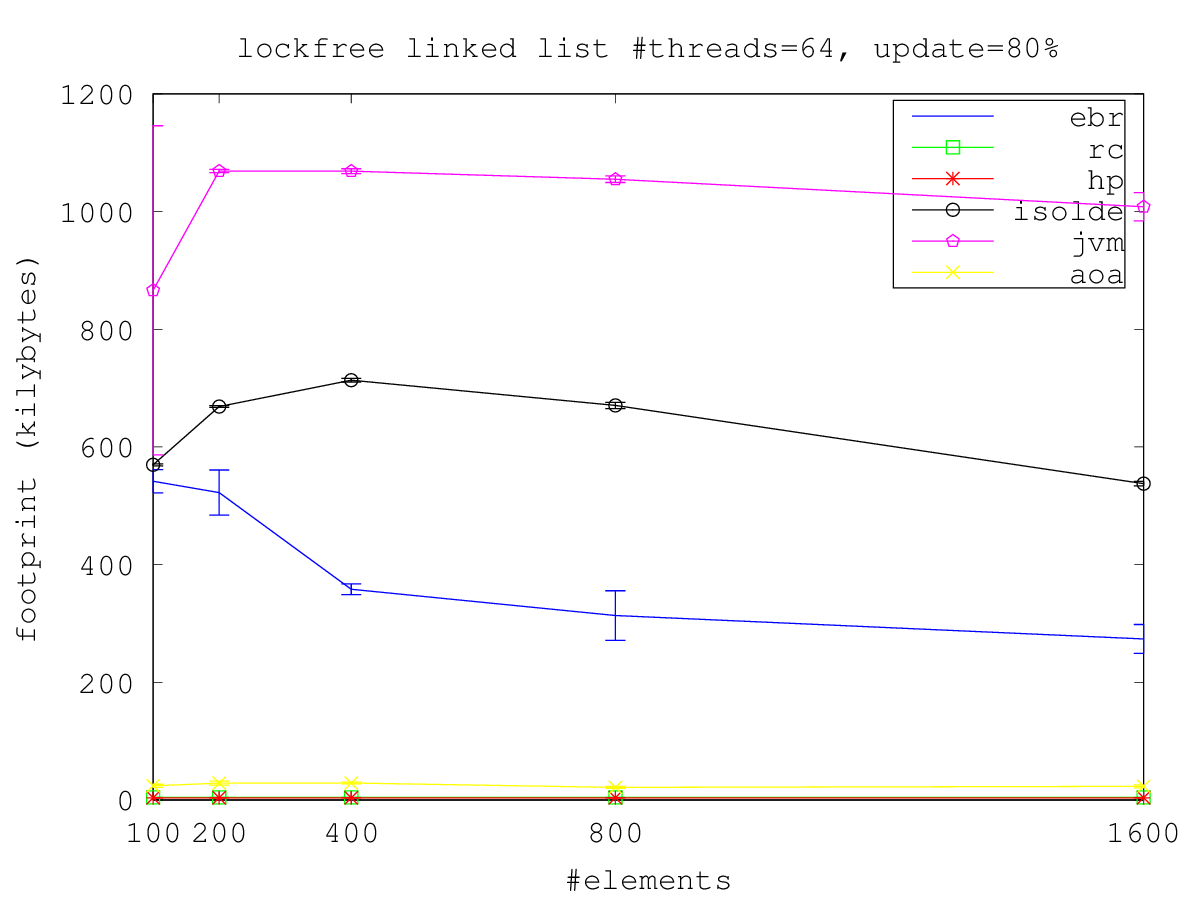 lockfree linked list #threads=64, update=80%
footprint (kilybytes)
1200
1000
800
600
400
200
0
ebr
rc
hp
isolde
jvm
aoa
100 200 400 800 1600
#elements